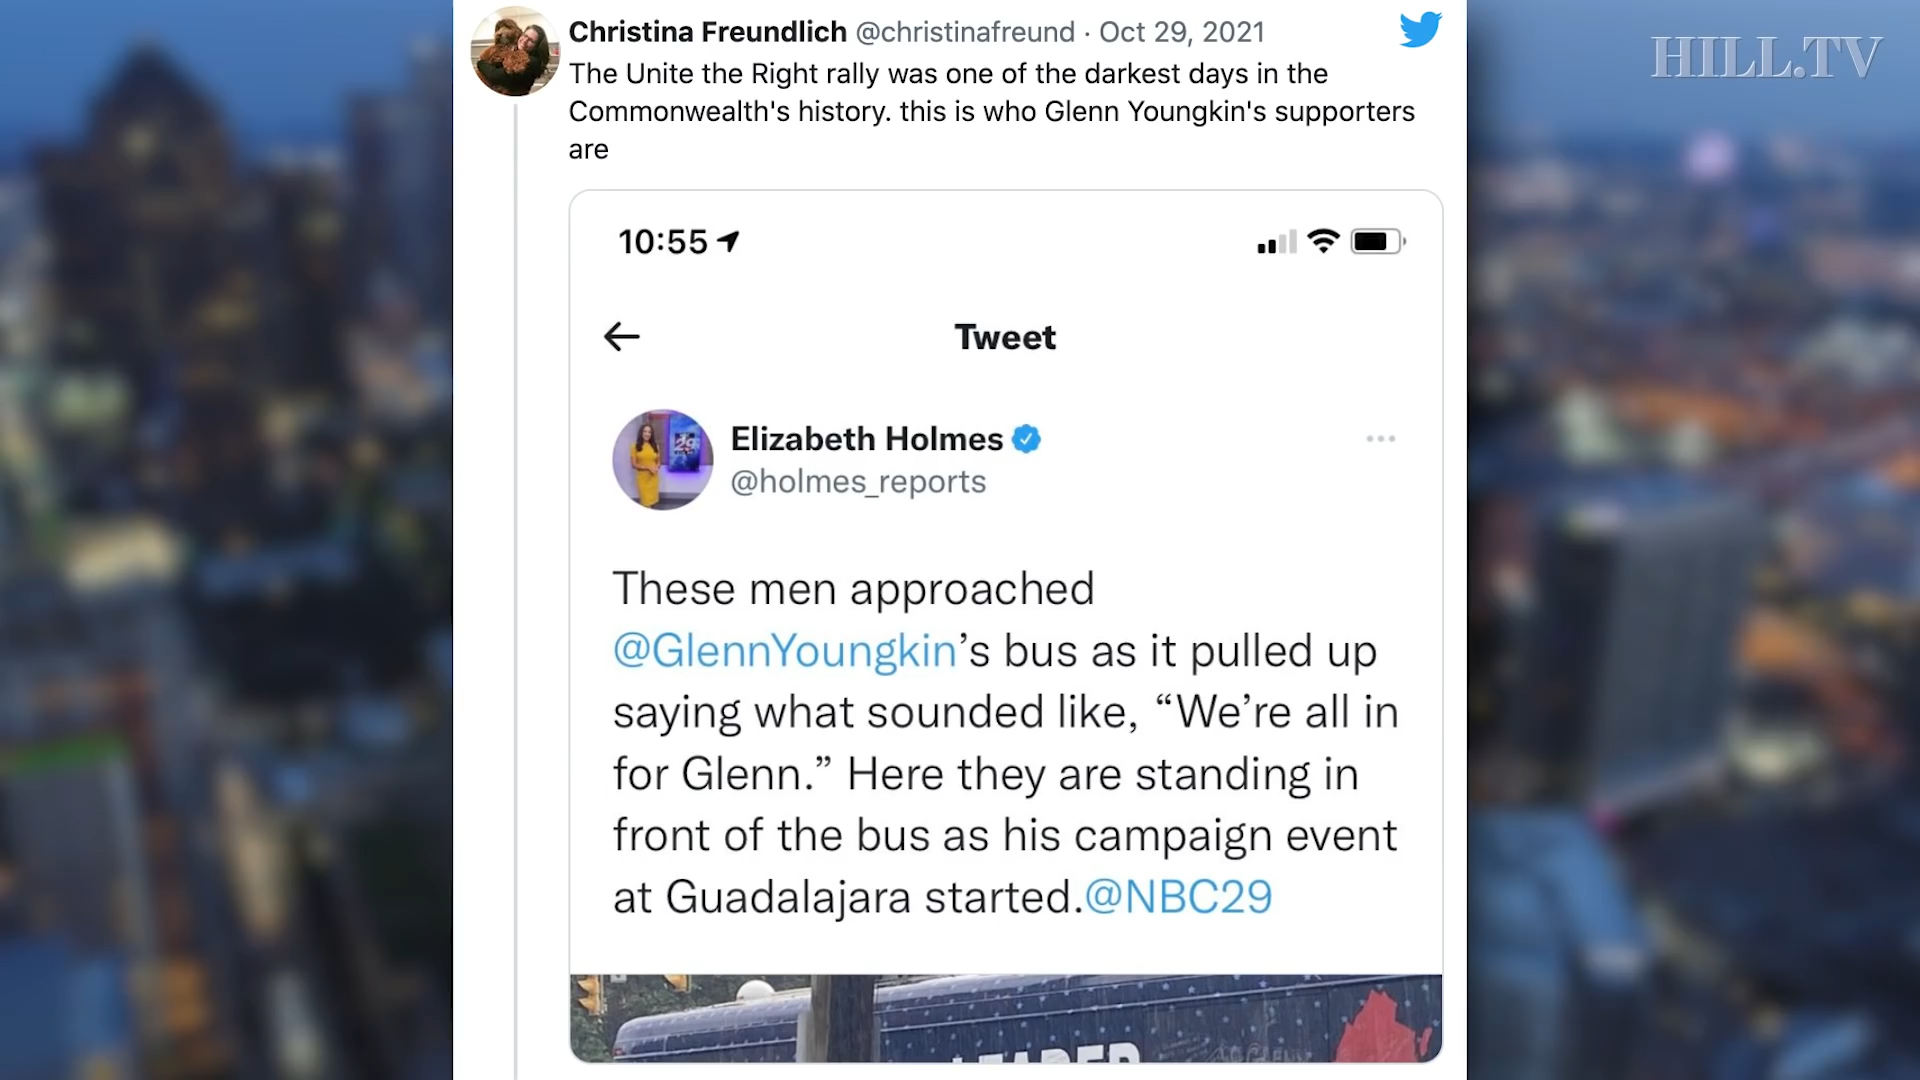 Christina Freundlich @christinafreund · Oct 29, 2021
HILL.TV
The Unite the Right rally was one of the darkest days in the
Commonwealth's history. this is who Glenn Youngkin's supporters
are
10:55
Tweet
Elizabeth Holmes
29
@holmes_reports
These men approached
@GlennYoungkin’s bus as it pulled up
saying what sounded like, “We’re all in
for Glenn.” Here they are standing in
front of the bus as his campaign event
at Guadalajara started.@NBC29
LEADER